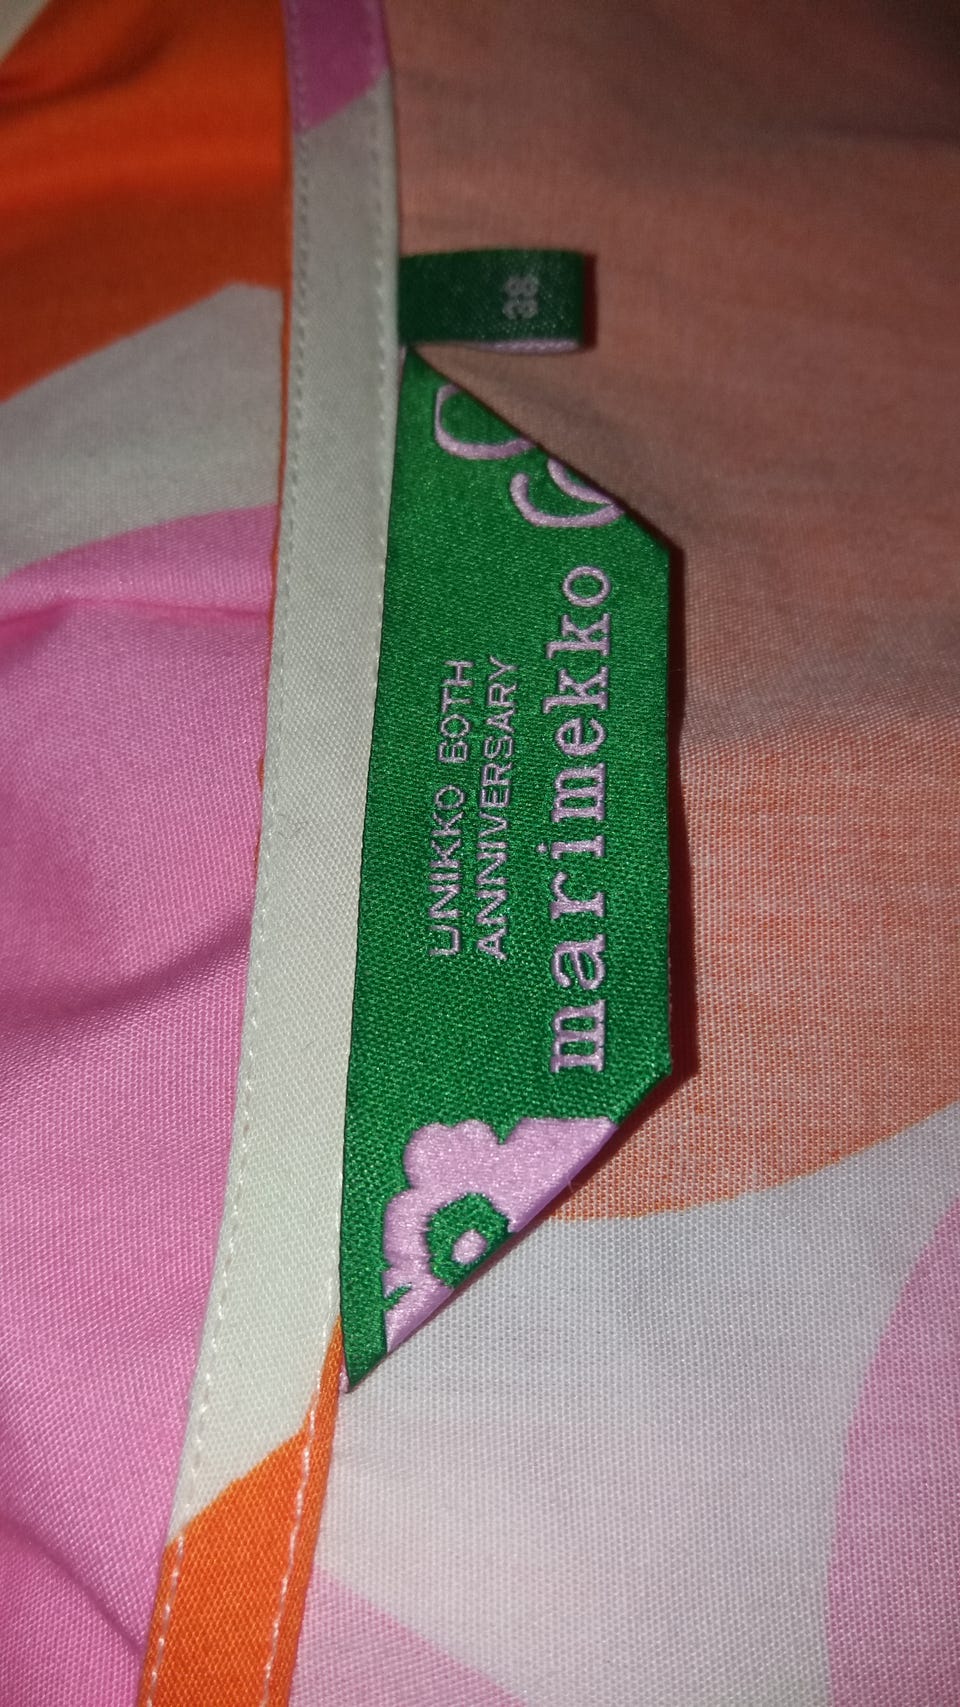 UNIKKO 60TH
ANNIVERSARY
marimekko
38